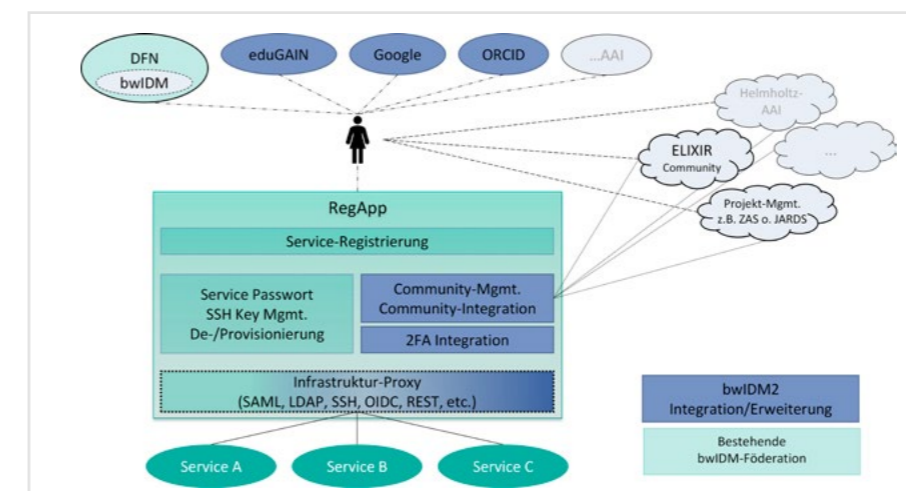 DFN
bwIDM
eduGAIN
Google
ORCID
...AAI
Helmholtz-
AAI
ELIXIR
Community
...
Projekt-Mgmt.
z.B. ZAS o. JARDS
RegApp
Service-Registrierung
Service Passwort
SSH Key Mgmt.
De-/Provisionierung
Community-Mgmt.
Community-Integration
2FA Integration
Infrastruktur-Proxy
(SAML, LDAP, SSH, OIDC, REST, etc.)
Service A
Service B
Service C
bwIDM2
Integration/Erweiterung
Bestehende
bwIDM-Föderation